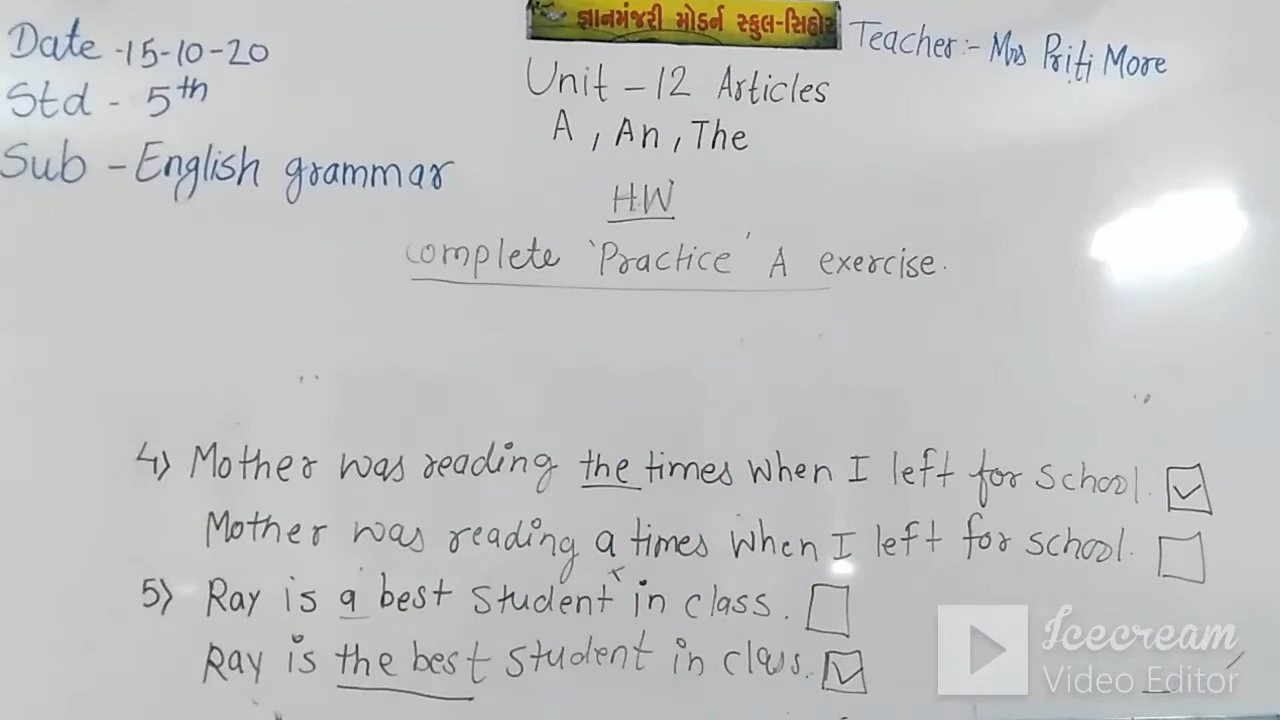 Date -15-10-20
જ્ઞાનમંજરી મોડર્ન સ્કુલ-સિહોર
Teacher:- Mrs Priti More
Std - 5th
Unit - 12 Articles
A, An, The
Sub - English grammar
HW
complete 'Practice' A exercise.
4) Mother was reading the times when I left for school.
Mother was reading a times when I left for school.
5) Ray is a best student in class.
Ray is the best student in class.
Icecream
Video Editor